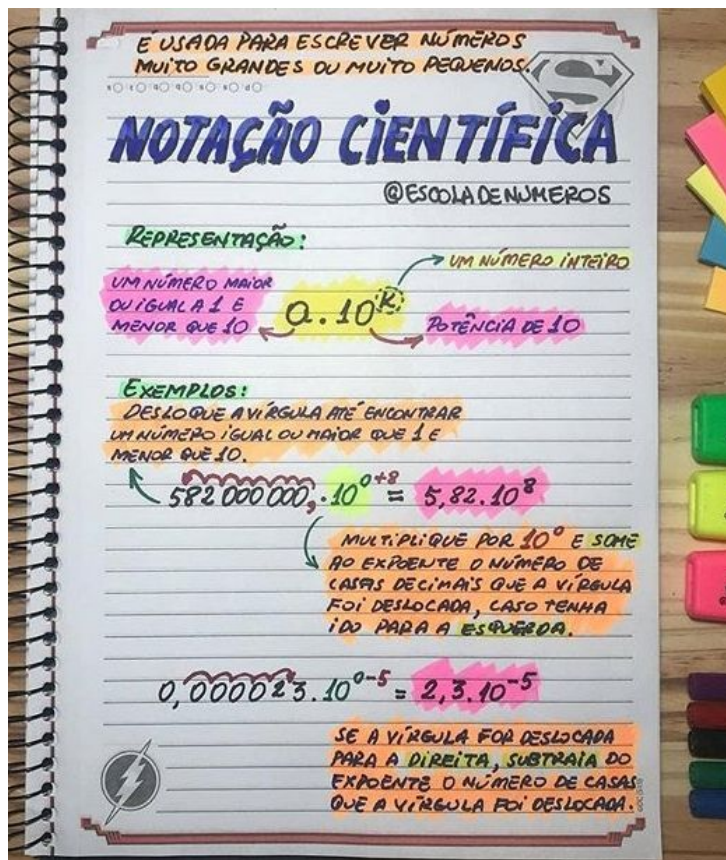 É USADA PARA ESCREVER NÚMEROS
MUITO GRANDES OU MUITO PEQUENOS.
NOTAÇÃO CIENTÍFICA
@ESCOLADENUMEROS
REPRESENTAÇÃO:
UM NÚMERO INTEIRO
UM NÚMERO MAIOR
OU IGUAL A 1 E
MENOR QUE 10
a.10ᵏ
POTÊNCIA DE 10
EXEMPLOS:
DESLOQUE A VÍRGULA ATÉ ENCONTRAR
UM NÚMERO IGUAL OU MAIOR QUE 1 E
MENOR QUE 10.
582 000 000,.10⁰⁺⁸ = 5,82.10⁸
MULTIPLIQUE POR 10⁰ E SOME
AO EXPOENTE O NÚMERO DE
CASAS DECIMAIS QUE A VÍRGULA
FOI DESLOCADA, CASO TENHA
IDO PARA A ESQUERDA.
0,000023.10⁰⁻⁵ = 2,3.10⁻⁵
SE A VÍRGULA FOR DESLOCADA
PARA A DIREITA, SUBTRAIA DO
EXPOENTE O NÚMERO DE CASAS
QUE A VÍRGULA FOI DESLOCADA.